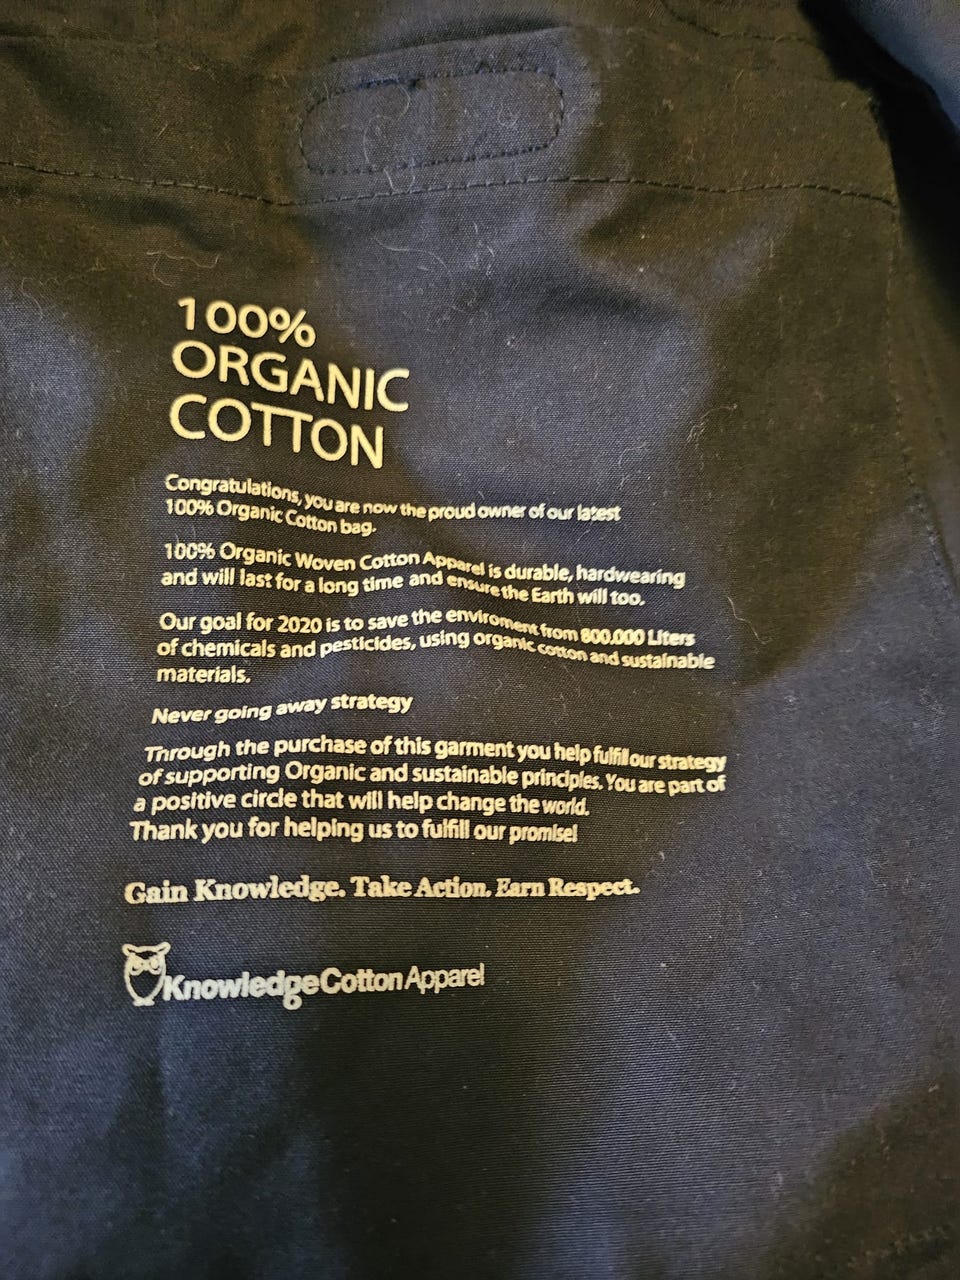 100%
ORGANIC
COTTON
Congratulations, you are now the proud owner of our latest
100% Organic Cotton bag.
100% Organic Woven Cotton Apparel is durable, hardwearing
and will last for a long time and ensure the Earth will too.
Our goal for 2020 is to save the enviroment from 800.000 Liters
of chemicals and pesticides, using organic cotton and sustainable
materials.
Never going away strategy
Through the purchase of this garment you help fulfill our strategy
of supporting Organic and sustainable principles. You are part of
a positive circle that will help change the world.
Thank you for helping us to fulfill our promise!
Gain Knowledge. Take Action. Earn Respect.
KnowledgeCottonApparel